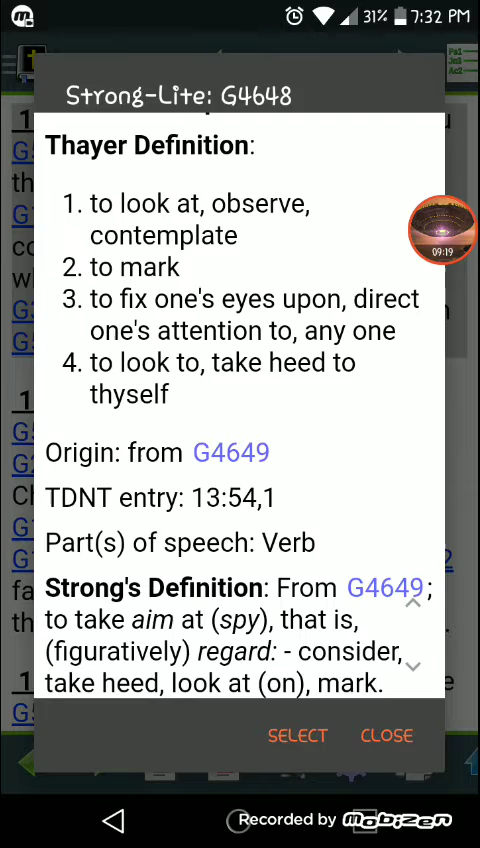 31% 7:32 PM
Pa1
Jn3
Ac2
Strong-Lite: G4648
Thayer Definition:
1. to look at, observe,
contemplate
2. to mark
3. to fix one's eyes upon, direct
one's attention to, any one
4. to look to, take heed to
thyself
09:19
Origin: from G4649
TDNT entry: 13:54,1
Part(s) of speech: Verb
Strong's Definition: From G4649;
to take aim at (spy), that is,
(figuratively) regard: - consider,
take heed, look at (on), mark.
SELECT CLOSE
Recorded by Mobizen